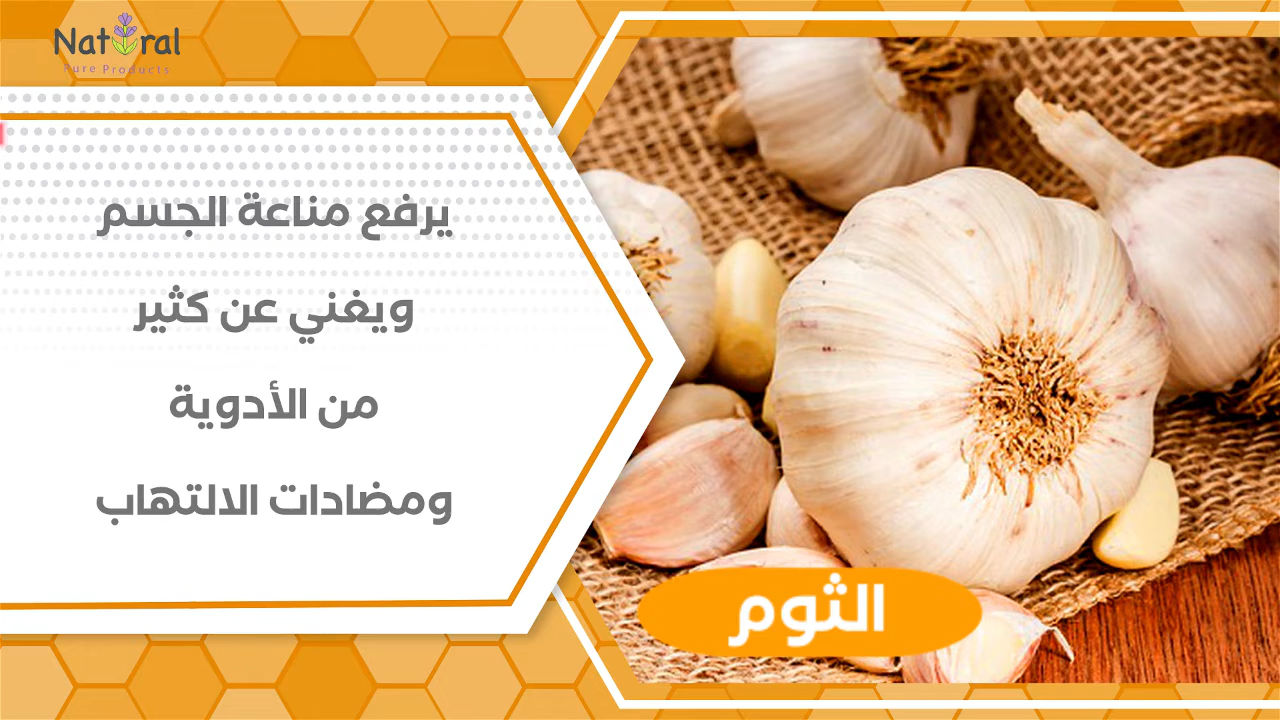 Natural
Pure Products
يرفع مناعة الجسم
ويغني عن كثير
من الأدوية
ومضادات الالتهاب
الثوم